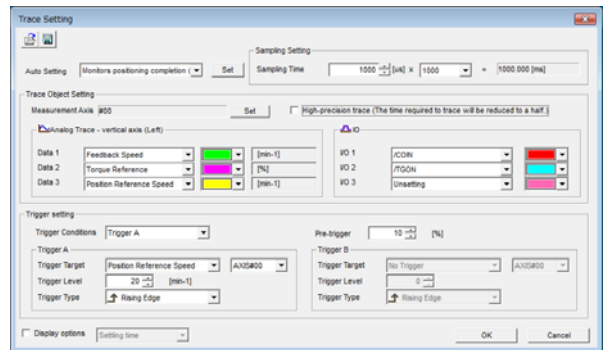 Trace Setting
Sampling Setting
Auto Setting Monitors positioning completion ( Set Sampling Time 1000 [us] X 1000 = 1000.000 [ms]
Trace Object Setting
Measurement Axis #00 Set High-precision trace (The time required to trace will be reduced to a half.)
Analog Trace - vertical axis (Left) I/O
Data 1 Feedback Speed [min-1] I/O 1 /COIN
Data 2 Torque Reference [%] I/O 2 /TGON
Data 3 Position Reference Speed [min-1] I/O 3 Unsetting
Trigger setting
Trigger Conditions Trigger A Pre-trigger 10 [%]
Trigger A Trigger B
Trigger Target Position Reference Speed AXIS#00 Trigger Target No Trigger AXIS#00
Trigger Level 20 [min-1] Trigger Level 0
Trigger Type Rising Edge Trigger Type Rising Edge
Display options Settling time OK Cancel